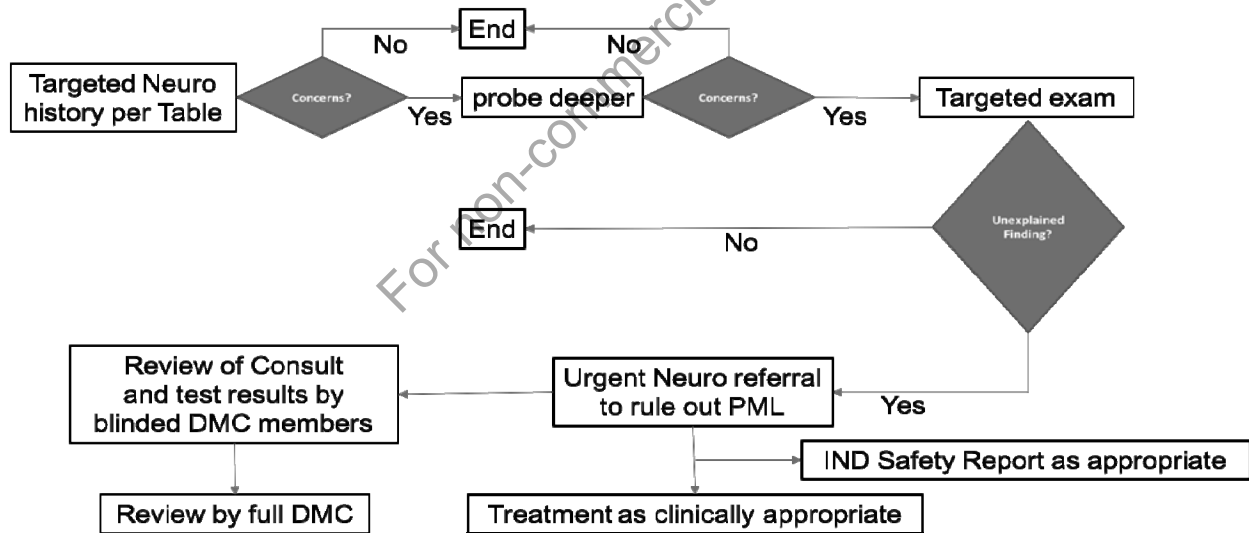 End
No
No
Targeted Neuro
history per Table
Concerns?
Yes
probe deeper
Concerns?
Yes
Targeted exam
Unexplained
Finding?
End
No
Yes
Urgent Neuro referral
to rule out PML
Review of Consult
and test results by
blinded DMC members
IND Safety Report as appropriate
Review by full DMC
Treatment as clinically appropriate
For non-commercia